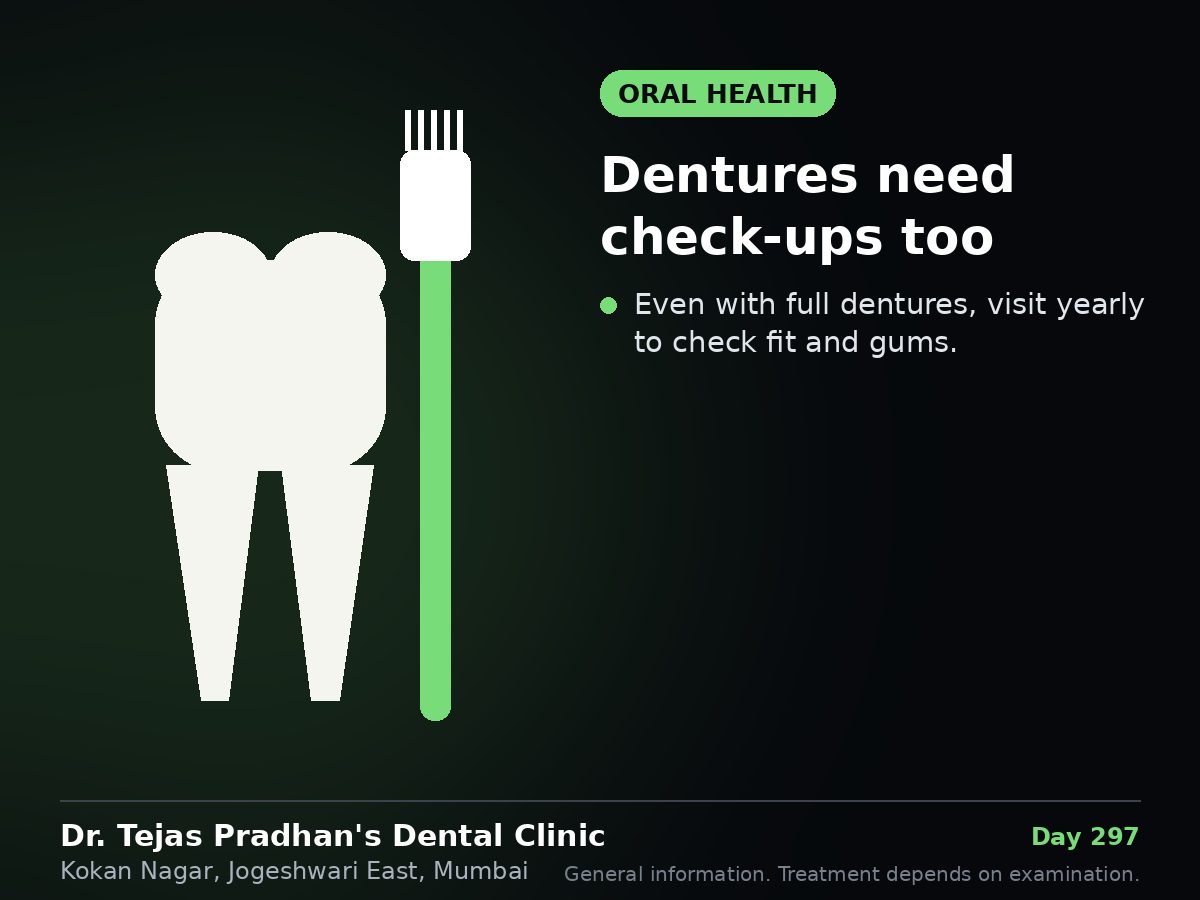 ORAL HEALTH
Dentures need
check-ups too
Even with full dentures, visit yearly
to check fit and gums.
Dr. Tejas Pradhan's Dental Clinic
Day 297
Kokan Nagar, Jogeshwari East, Mumbai
General information. Treatment depends on examination.